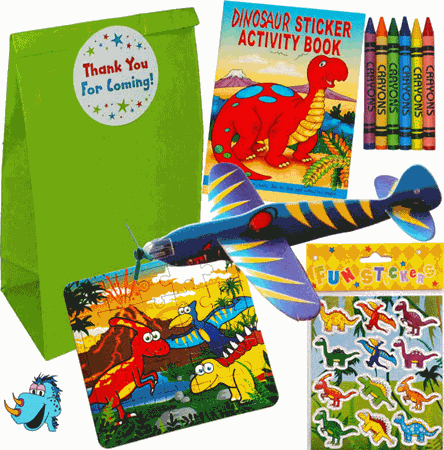 Thank You
For Coming!
DINOSAUR STICKER
ACTIVITY BOOK
CRAYONS
CRAYONS
CRAYONS
CRAYONS
CRAYONS
CRAYONS
FUN STICKERS